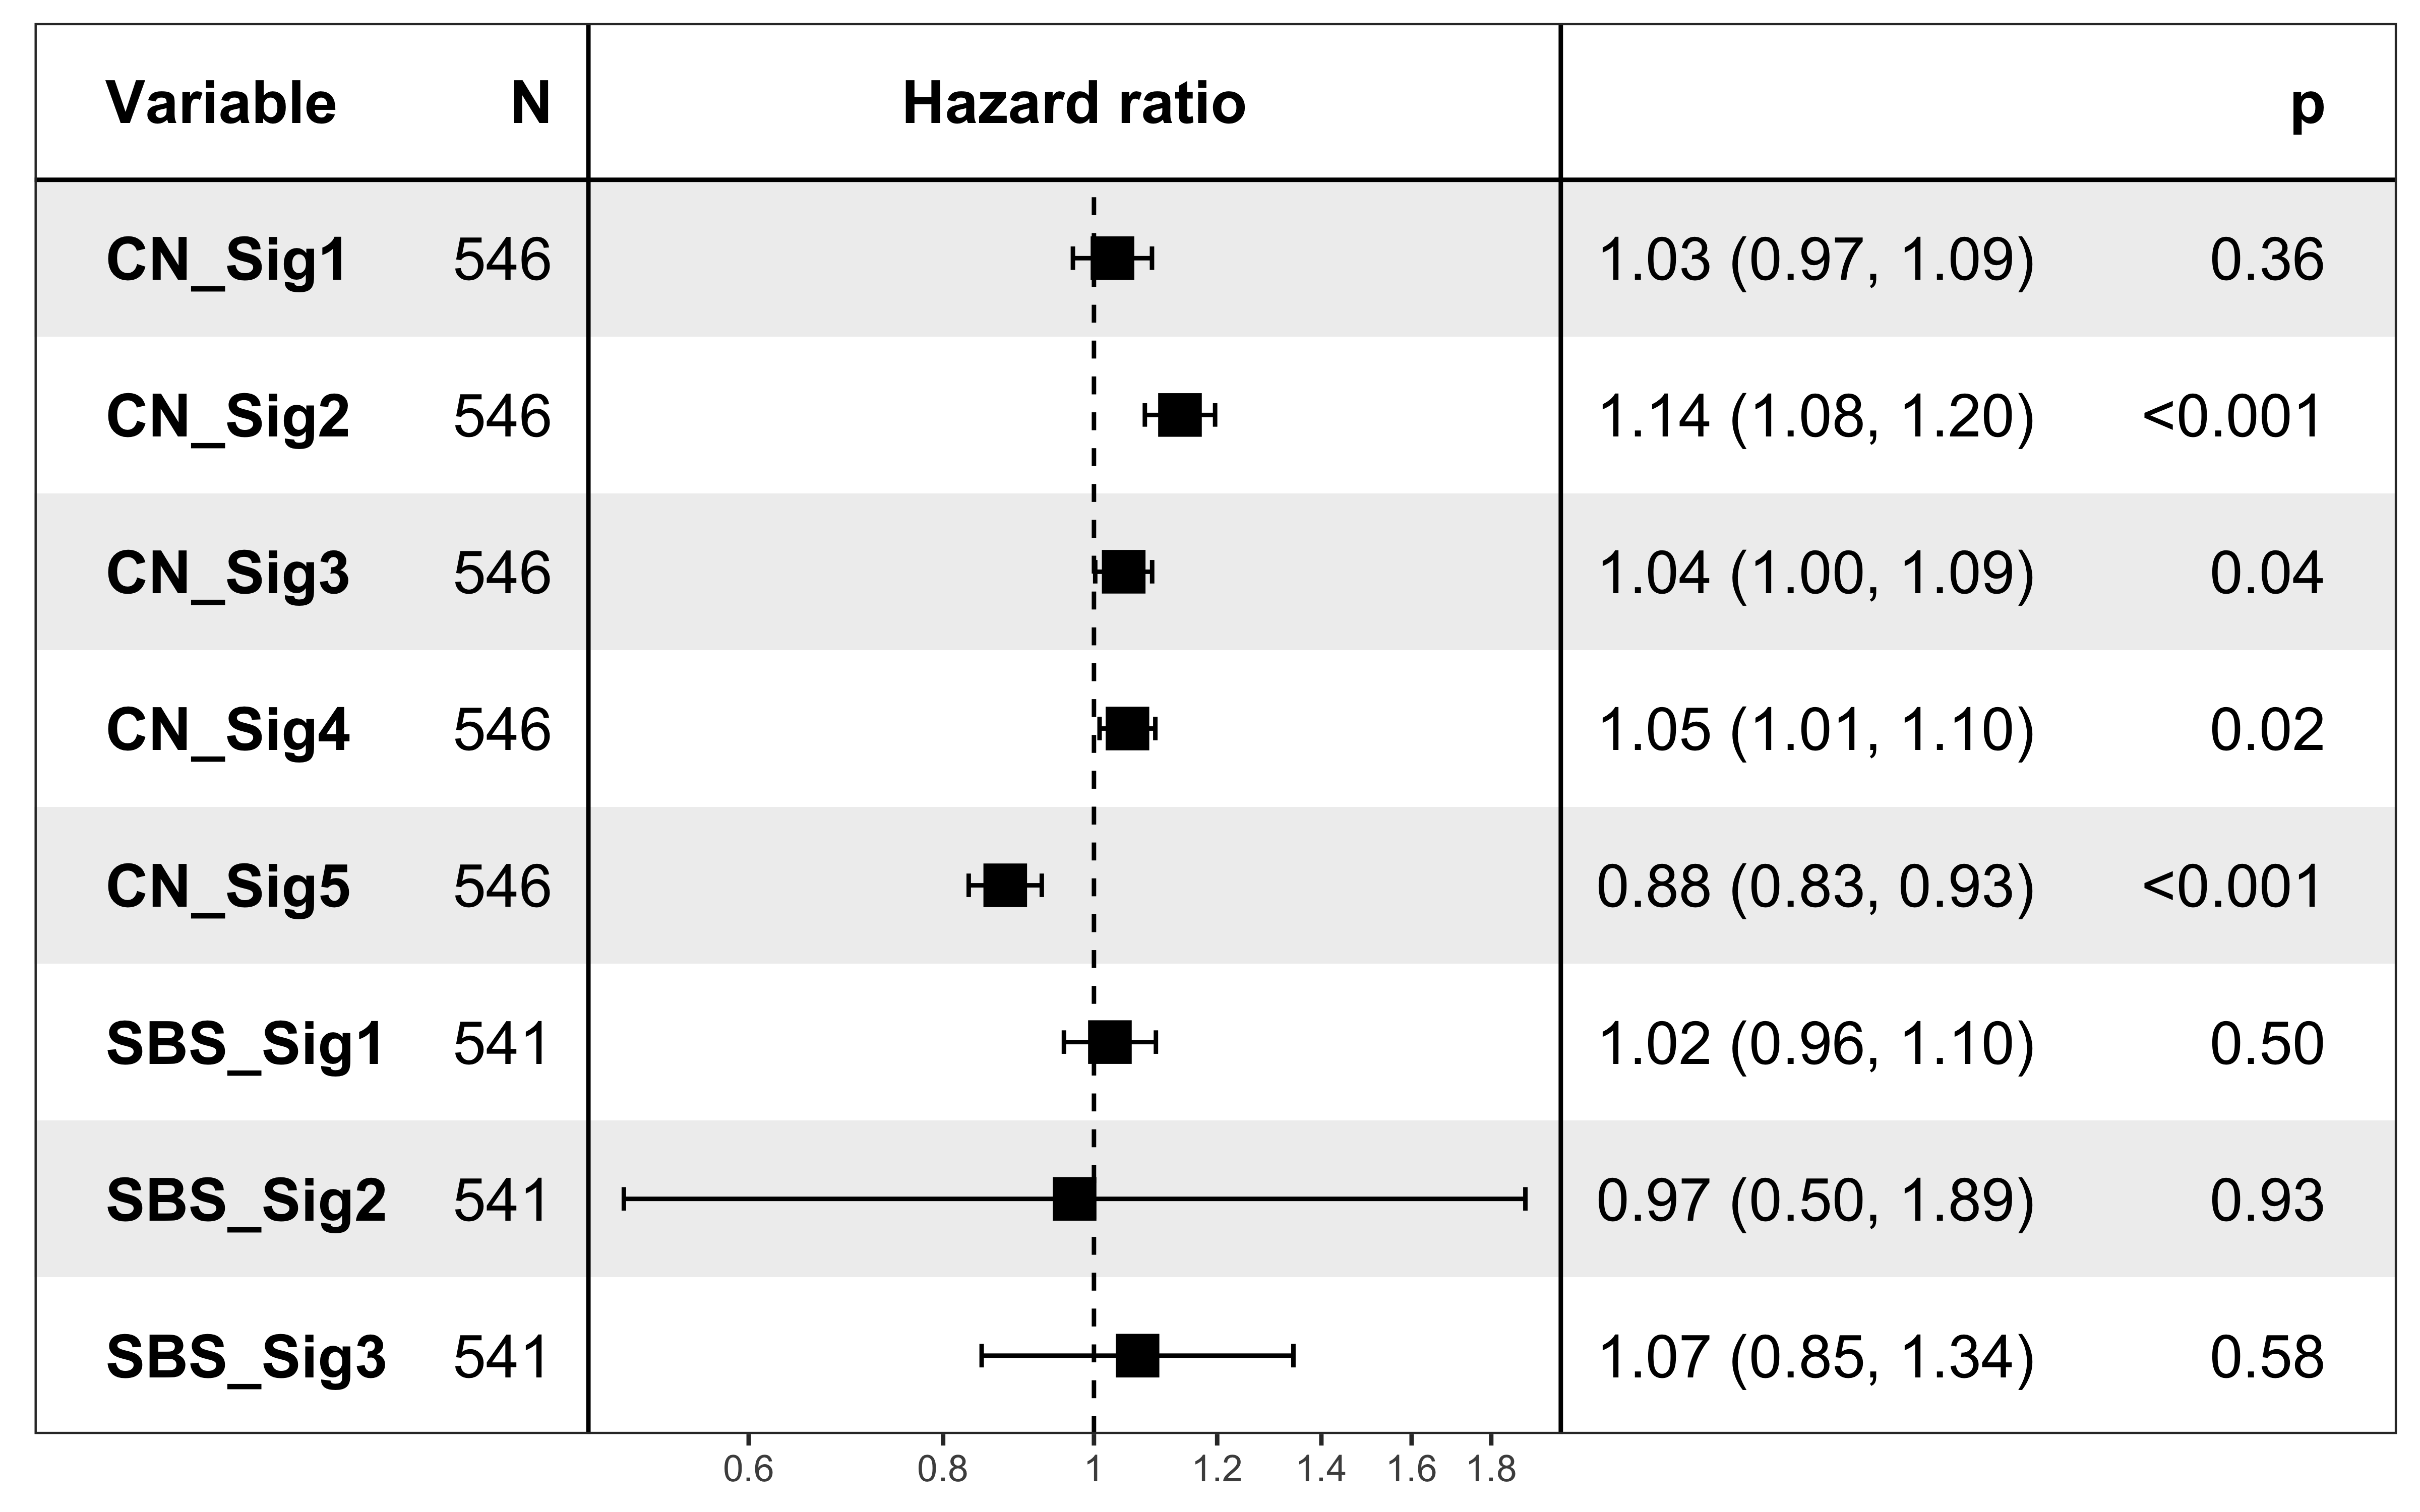 Variable N Hazard ratio p
CN_Sig1 546 1.03 (0.97, 1.09) 0.36
CN_Sig2 546 1.14 (1.08, 1.20) <0.001
CN_Sig3 546 1.04 (1.00, 1.09) 0.04
CN_Sig4 546 1.05 (1.01, 1.10) 0.02
CN_Sig5 546 0.88 (0.83, 0.93) <0.001
SBS_Sig1 541 1.02 (0.96, 1.10) 0.50
SBS_Sig2 541 0.97 (0.50, 1.89) 0.93
SBS_Sig3 541 1.07 (0.85, 1.34) 0.58
0.6 0.8 1 1.2 1.4 1.6 1.8